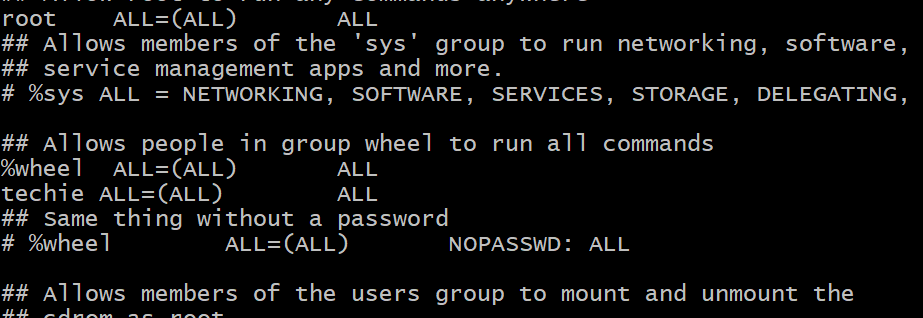 root    ALL=(ALL)       ALL
## Allows members of the 'sys' group to run networking, software,
## service management apps and more.
# %sys ALL = NETWORKING, SOFTWARE, SERVICES, STORAGE, DELEGATING,
## Allows people in group wheel to run all commands
%wheel  ALL=(ALL)       ALL
techie ALL=(ALL)        ALL
## Same thing without a password
# %wheel        ALL=(ALL)       NOPASSWD: ALL
## Allows members of the users group to mount and unmount the
## cdrom as root